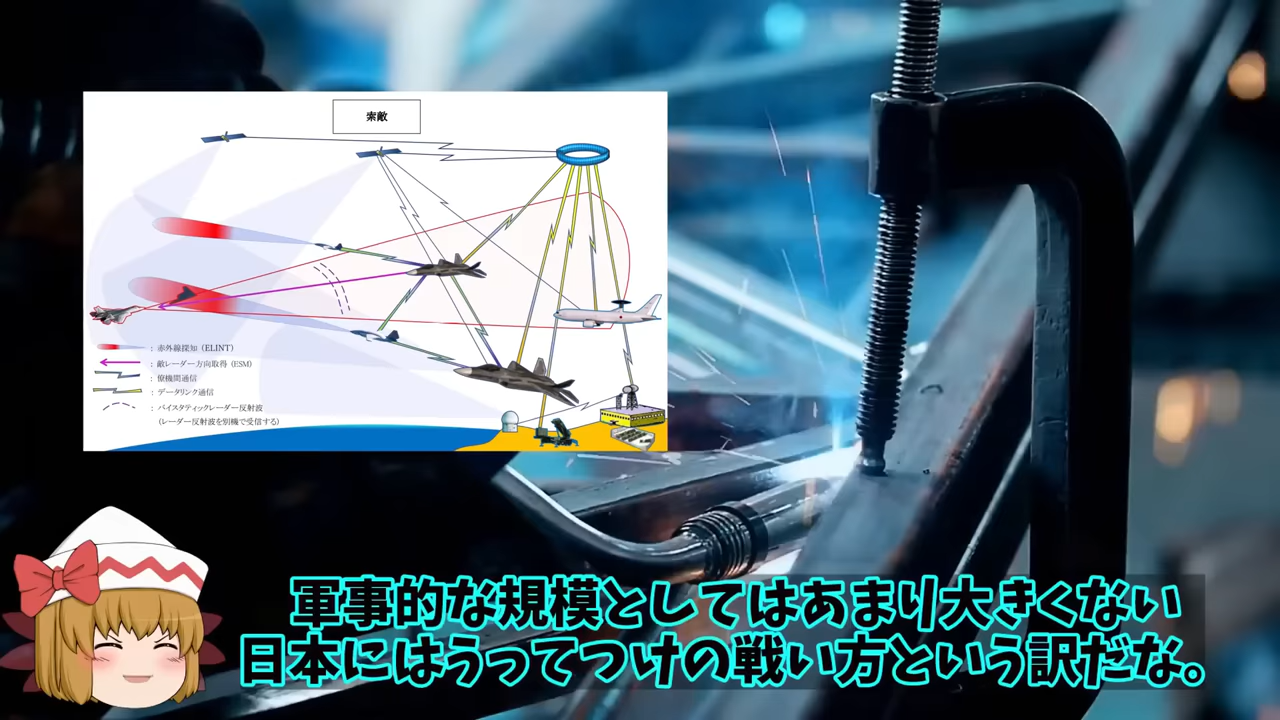 索敵
: 赤外線探知 (ELINT)
: 敵レーダー方向取得 (ESM)
: 僚機間通信
: データリンク通信
: バイスタティックレーダー反射波
(レーダー反射波を別機で受信する)
軍事的な規模としてはあまり大きくない
日本にはうってつけの戦い方という訳だな。